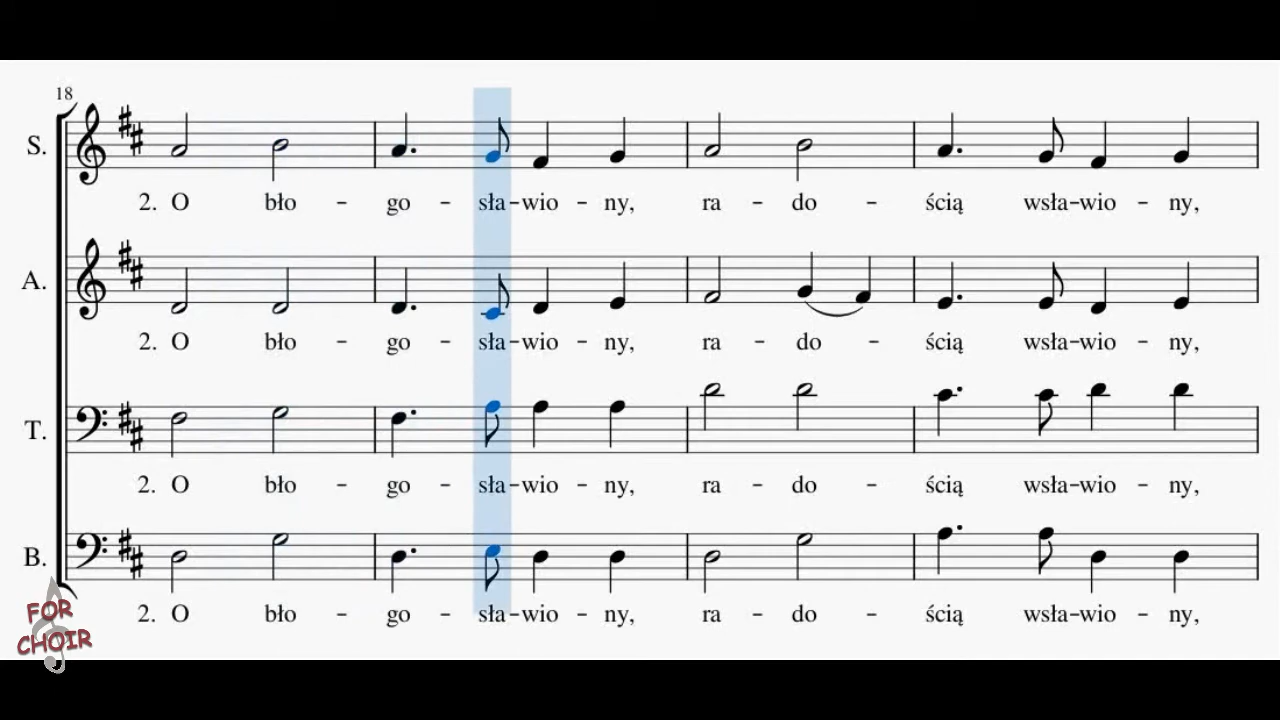 18
S.
2. O bło - go - sła - wio - ny, ra - do - ścią wsła - wio - ny,
A.
2. O bło - go - sła - wio - ny, ra - do - ścią wsła - wio - ny,
T.
2. O bło - go - sła - wio - ny, ra - do - ścią wsła - wio - ny,
B.
2. O bło - go - sła - wio - ny, ra - do - ścią wsła - wio - ny,
FOR
CHOIR